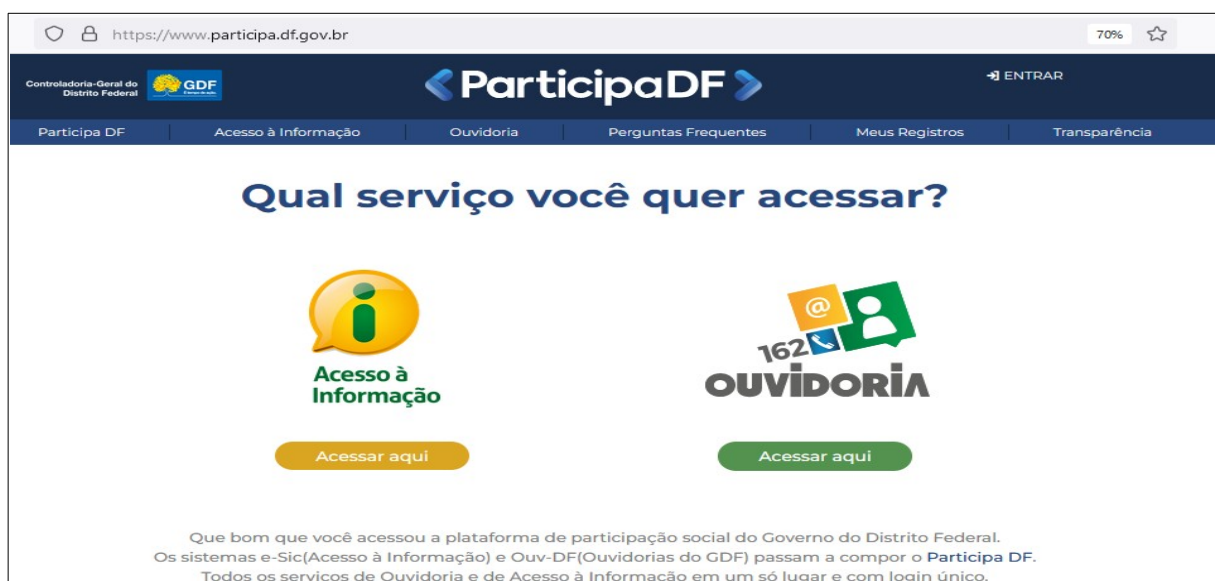 https://www.participa.df.gov.br
70%
Controladoria-Geral do
Distrito Federal
GDF
ParticipaDF
ENTRAR
Participa DF Acesso à Informação Ouvidoria Perguntas Frequentes Meus Registros Transparência
Qual serviço você quer acessar?
Acesso à
Informação
@
162
OUVIDORIA
Acessar aqui
Acessar aqui
Que bom que você acessou a plataforma de participação social do Governo do Distrito Federal.
Os sistemas e-Sic(Acesso à Informação) e Ouv-DF(Ouvidorias do GDF) passam a compor o Participa DF.
Todos os serviços de Ouvidoria e de Acesso à Informação em um só lugar e com login único.